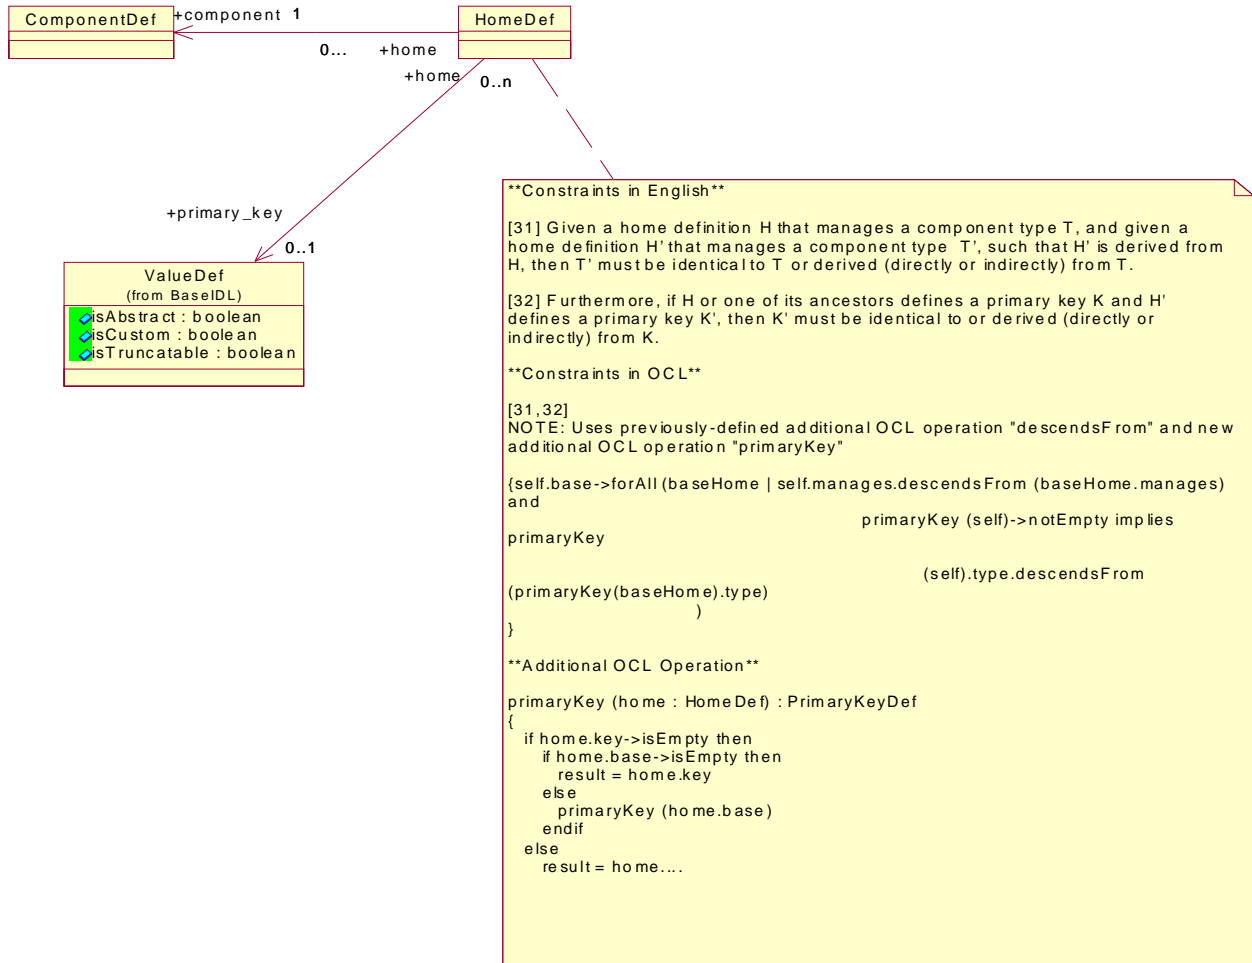 ComponentDef
+component 1
HomeDef
0... +home
+home
0..n
+primary_key
0..1
ValueDef
(from BaseIDL)
isAbstract : boolean
isCustom : boolean
isTruncatable : boolean
**Constraints in English**
[31] Given a home definition H that manages a component type T, and given a
home definition H' that manages a component type T', such that H' is derived from
H, then T' must be identical to T or derived (directly or indirectly) from T.
[32] Furthermore, if H or one of its ancestors defines a primary key K and H'
defines a primary key K', then K' must be identical to or derived (directly or
indirectly) from K.
**Constraints in OCL**
[31,32]
NOTE: Uses previously-defined additional OCL operation "descendsFrom" and new
additional OCL operation "primaryKey"
{self.base->forAll (baseHome | self.manages.descendsFrom (baseHome.manages)
and
primaryKey (self)->notEmpty implies
primaryKey
(self).type.descendsFrom
(primaryKey(baseHome).type)
)
}
**Additional OCL Operation**
primaryKey (home : HomeDef) : PrimaryKeyDef
{
if home.key->isEmpty then
if home.base->isEmpty then
result = home.key
else
primaryKey (home.base)
endif
else
result = home....